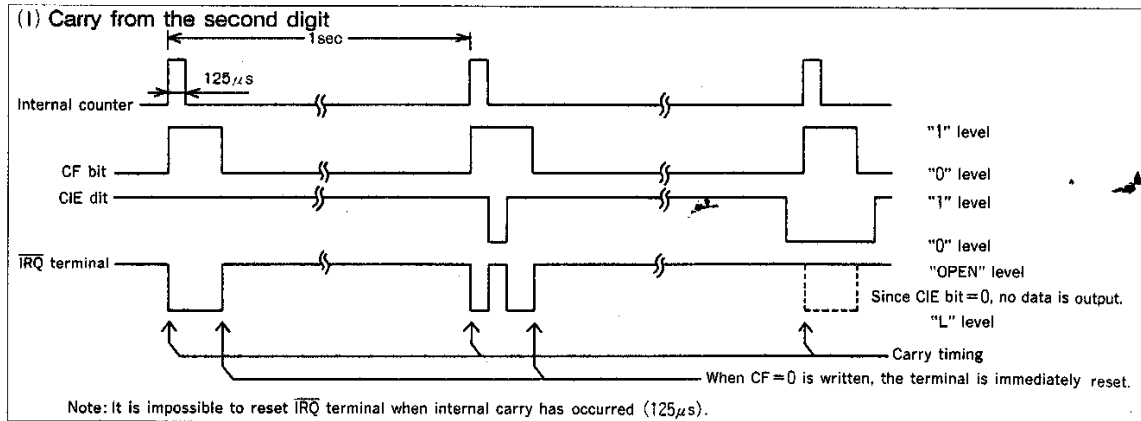 (1) Carry from the second digit
1sec
125μs
Internal counter
"1" level
CF bit
"0" level
CIE dit
"1" level
"0" level
IRQ terminal
"OPEN" level
Since CIE bit=0, no data is output.
"L" level
Carry timing
When CF=0 is written, the terminal is immediately reset.
Note: It is impossible to reset IRQ terminal when internal carry has occurred (125μs).